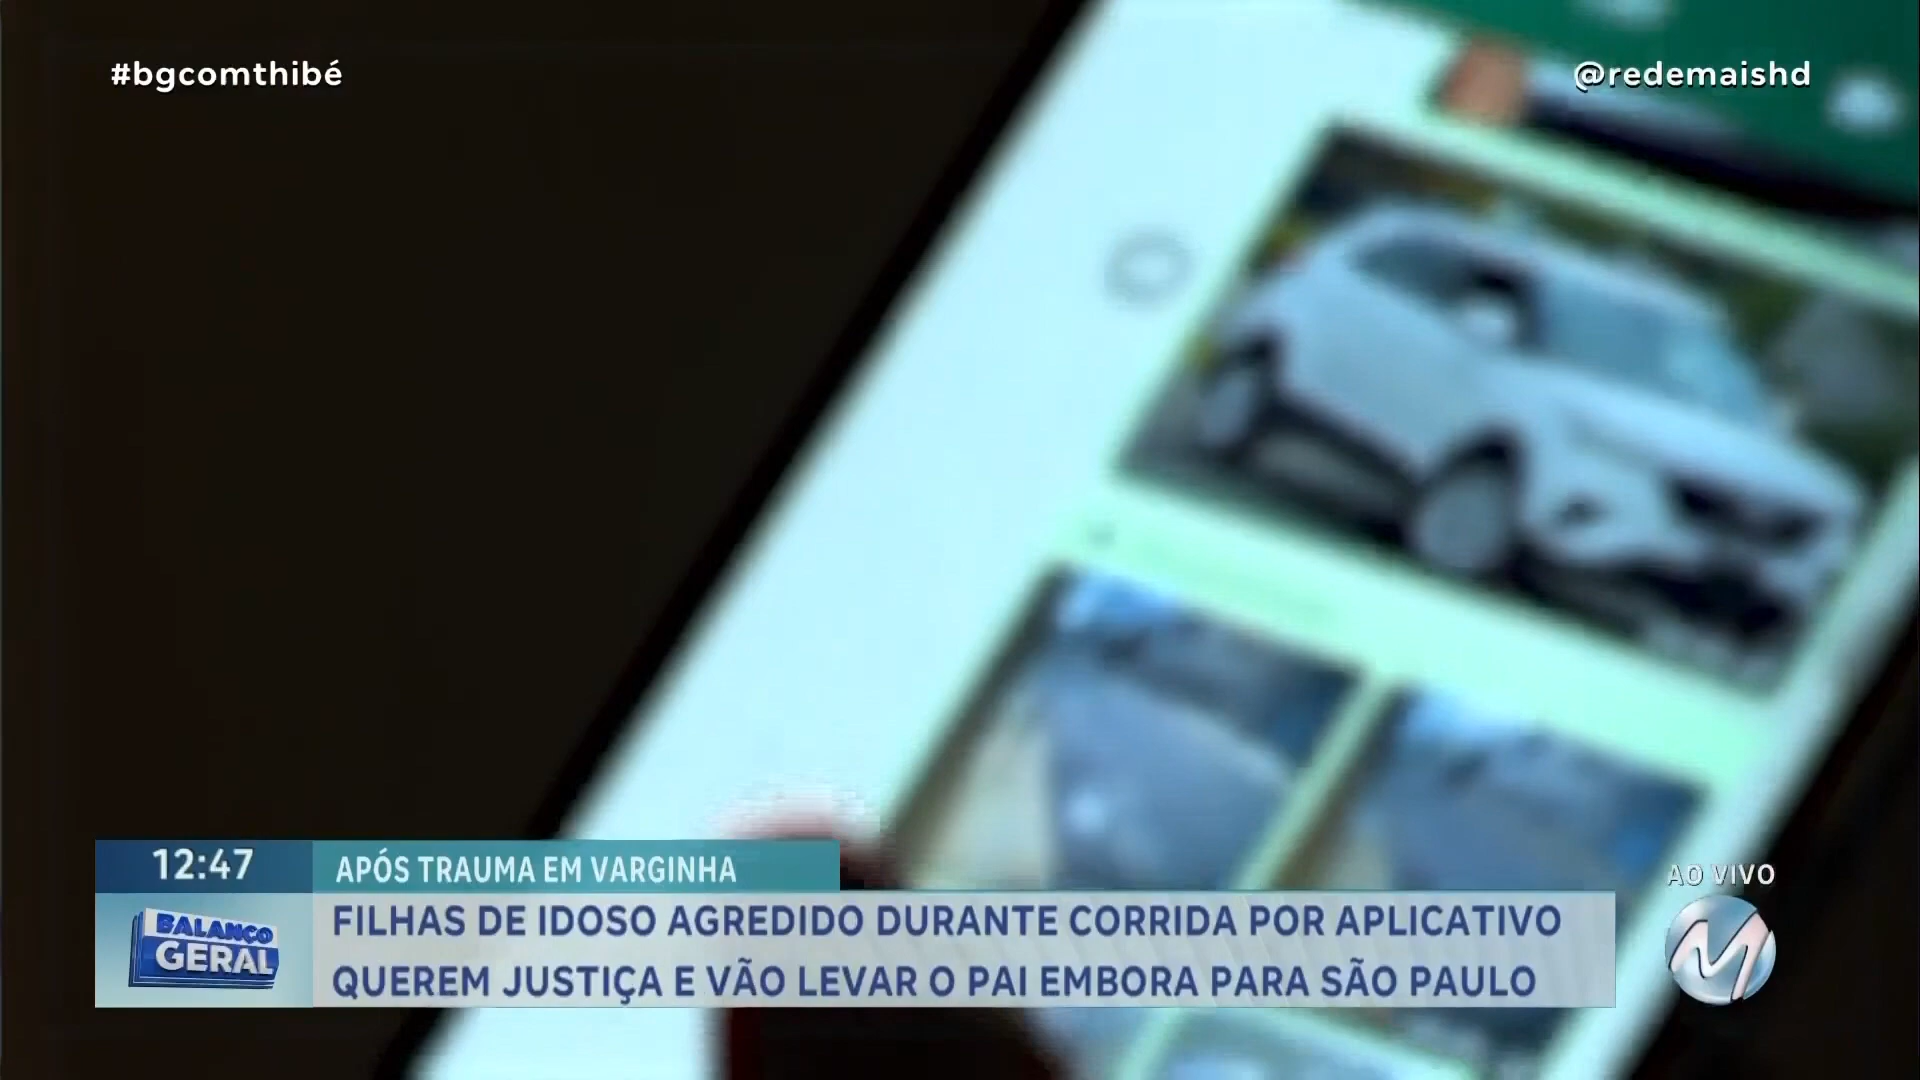 #bgcomthibé
@redemaishd
12:47
APÓS TRAUMA EM VARGINHA
AO VIVO
BALANÇO
GERAL
FILHAS DE IDOSO AGREDIDO DURANTE CORRIDA POR APLICATIVO
QUEREM JUSTIÇA E VÃO LEVAR O PAI EMBORA PARA SÃO PAULO
M